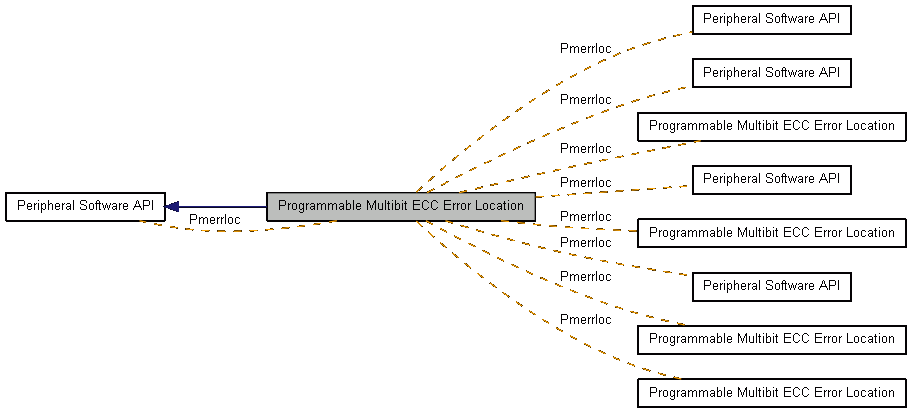 Peripheral Software API
Pmerrloc
Peripheral Software API
Pmerrloc
Programmable Multibit ECC Error Location
Pmerrloc
Peripheral Software API
Pmerrloc
Peripheral Software API
Programmable Multibit ECC Error Location
Pmerrloc
Pmerrloc
Programmable Multibit ECC Error Location
Pmerrloc
Peripheral Software API
Pmerrloc
Programmable Multibit ECC Error Location
Pmerrloc
Programmable Multibit ECC Error Location